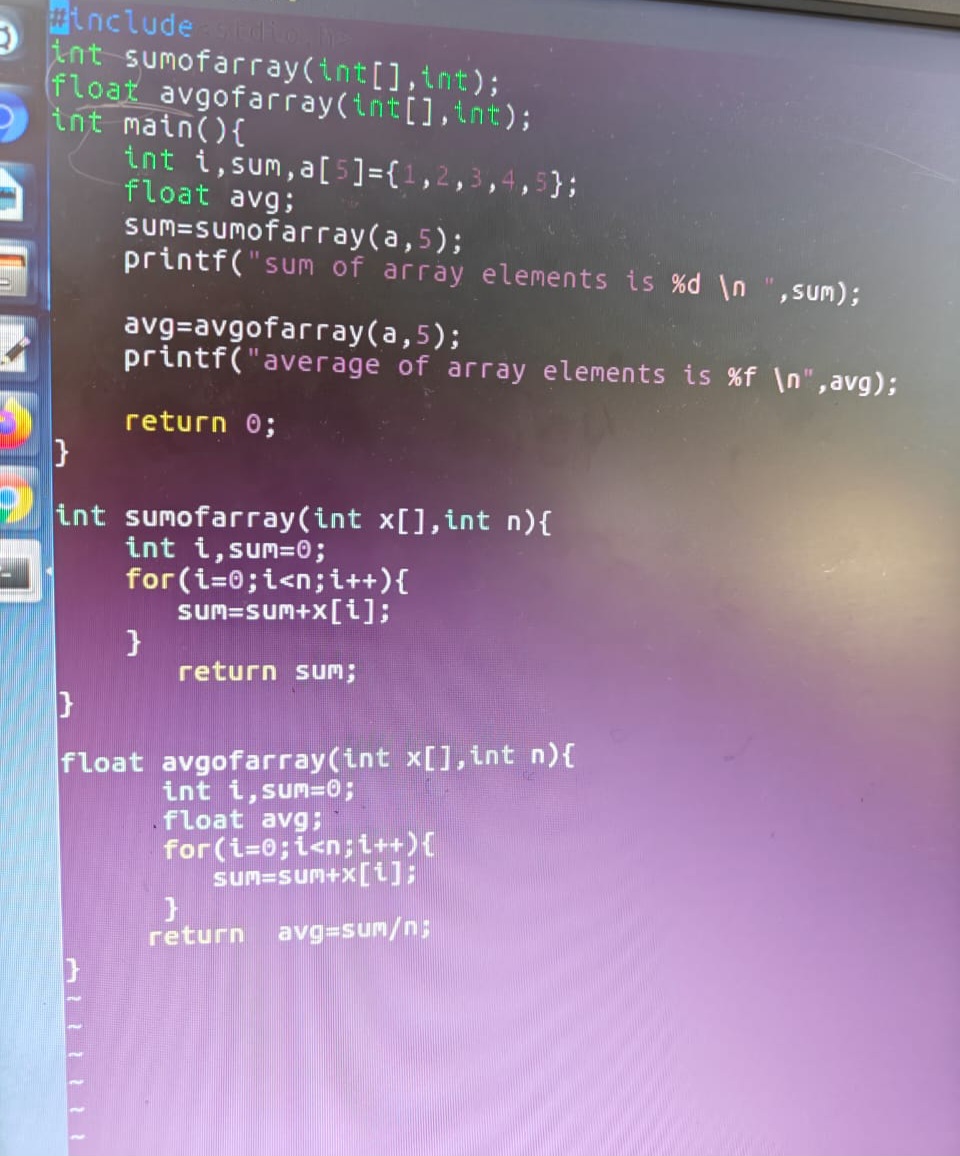 #include <stdio.h>
int sumofarray(int[],int);
float avgofarray(int[],int);
int main(){
    int i,sum,a[5]={1,2,3,4,5};
    float avg;
    sum=sumofarray(a,5);
    printf("sum of array elements is %d \n ",sum);

    avg=avgofarray(a,5);
    printf("average of array elements is %f \n",avg);

    return 0;
}

int sumofarray(int x[],int n){
    int i,sum=0;
    for(i=0;i<n;i++){
       sum=sum+x[i];
    }
       return sum;
}

float avgofarray(int x[],int n){
      int i,sum=0;
      float avg;
      for(i=0;i<n;i++){
         sum=sum+x[i];
      }
     return  avg=sum/n;
}
~
~
~
~
~
~